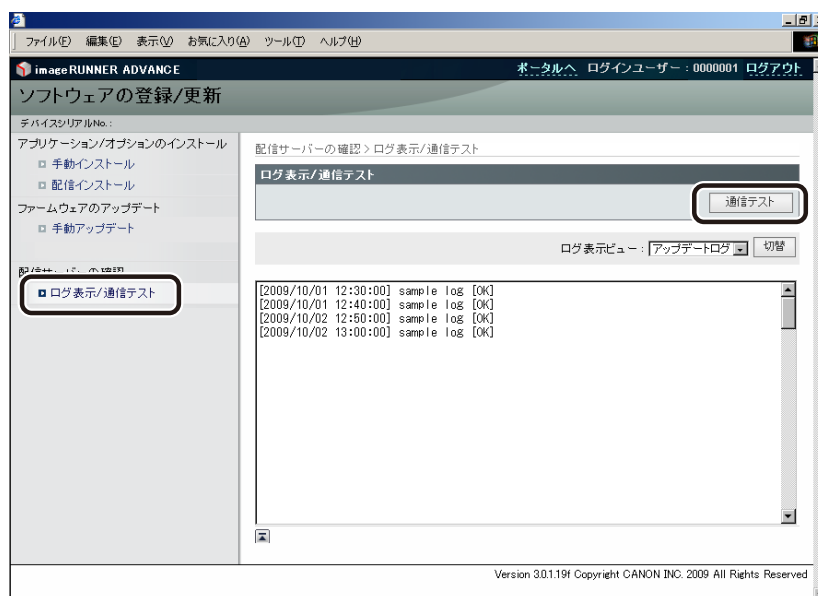 ファイル(F) 編集(E) 表示(V) お気に入り(A) ツール(T) ヘルプ(H)
imageRUNNER ADVANCE ポータルへ ログインユーザー：0000001 ログアウト
ソフトウェアの登録/更新
デバイスシリアルNo.:
アプリケーション/オプションのインストール
手動インストール
配信インストール
ファームウェアのアップデート
手動アップデート
配信サーバーの確認
ログ表示/通信テスト
配信サーバーの確認 > ログ表示/通信テスト
ログ表示/通信テスト
通信テスト
ログ表示ビュー： アップデートログ 切替
[2009/10/01 12:30:00] sample log [OK]
[2009/10/01 12:40:00] sample log [OK]
[2009/10/02 12:50:00] sample log [OK]
[2009/10/02 13:00:00] sample log [OK]
Version 3.0.1.19f Copyright CANON INC. 2009 All Rights Reserved